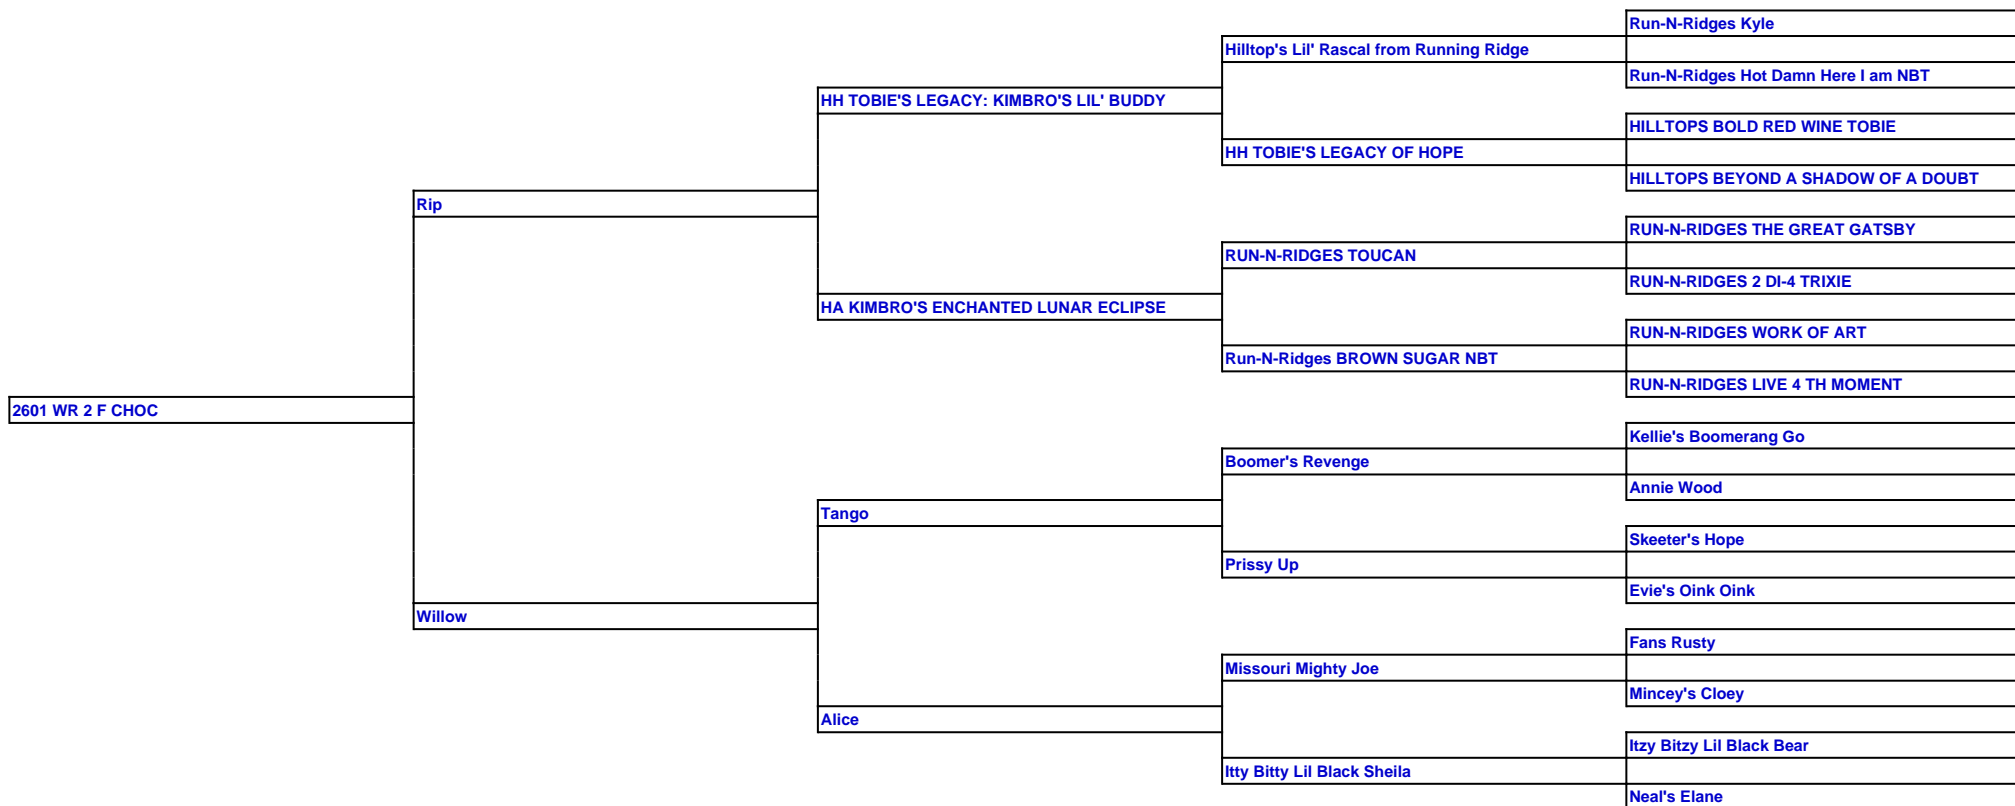 Run-N-Ridges Kyle
Hilltop's Lil' Rascal from Running Ridge
Run-N-Ridges Hot Damn Here I am NBT
HH TOBIE'S LEGACY: KIMBRO'S LIL' BUDDY
HILLTOPS BOLD RED WINE TOBIE
HH TOBIE'S LEGACY OF HOPE
HILLTOPS BEYOND A SHADOW OF A DOUBT
Rip
RUN-N-RIDGES THE GREAT GATSBY
RUN-N-RIDGES TOUCAN
RUN-N-RIDGES 2 DI-4 TRIXIE
HA KIMBRO'S ENCHANTED LUNAR ECLIPSE
RUN-N-RIDGES WORK OF ART
Run-N-Ridges BROWN SUGAR NBT
RUN-N-RIDGES LIVE 4 TH MOMENT
2601 WR 2 F CHOC
Kellie's Boomerang Go
Boomer's Revenge
Annie Wood
Tango
Skeeter's Hope
Prissy Up
Evie's Oink Oink
Willow
Fans Rusty
Missouri Mighty Joe
Mincey's Cloey
Alice
Itzy Bitzy Lil Black Bear
Itty Bitty Lil Black Sheila
Neal's Elane